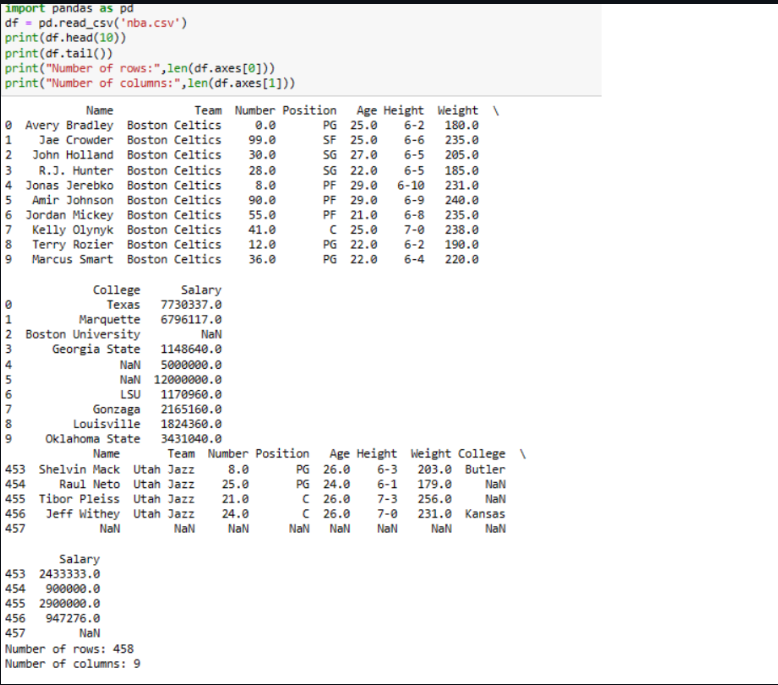 import pandas as pd
df = pd.read_csv('nba.csv')
print(df.head(10))
print(df.tail())
print("Number of rows:",len(df.axes[0]))
print("Number of columns:",len(df.axes[1]))
Name Team Number Position Age Height Weight \
0 Avery Bradley Boston Celtics 0.0 PG 25.0 6-2 180.0
1 Jae Crowder Boston Celtics 99.0 SF 25.0 6-6 235.0
2 John Holland Boston Celtics 30.0 SG 27.0 6-5 205.0
3 R.J. Hunter Boston Celtics 28.0 SG 22.0 6-5 185.0
4 Jonas Jerebko Boston Celtics 8.0 PF 29.0 6-10 231.0
5 Amir Johnson Boston Celtics 90.0 PF 29.0 6-9 240.0
6 Jordan Mickey Boston Celtics 55.0 PF 21.0 6-8 235.0
7 Kelly Olynyk Boston Celtics 41.0 C 25.0 7-0 238.0
8 Terry Rozier Boston Celtics 12.0 PG 22.0 6-2 190.0
9 Marcus Smart Boston Celtics 36.0 PG 22.0 6-4 220.0
College Salary
0 Texas 7730337.0
1 Marquette 6796117.0
2 Boston University NaN
3 Georgia State 1148640.0
4 NaN 5000000.0
5 NaN 12000000.0
6 LSU 1170960.0
7 Gonzaga 2165160.0
8 Louisville 1824360.0
9 Oklahoma State 3431040.0
Name Team Number Position Age Height Weight College \
453 Shelvin Mack Utah Jazz 8.0 PG 26.0 6-3 203.0 Butler
454 Raul Neto Utah Jazz 25.0 PG 24.0 6-1 179.0 NaN
455 Tibor Pleiss Utah Jazz 21.0 C 26.0 7-3 256.0 NaN
456 Jeff Withey Utah Jazz 24.0 C 26.0 7-0 231.0 Kansas
457 NaN NaN NaN NaN NaN NaN NaN NaN
Salary
453 2433333.0
454 900000.0
455 2900000.0
456 947276.0
457 NaN
Number of rows: 458
Number of columns: 9